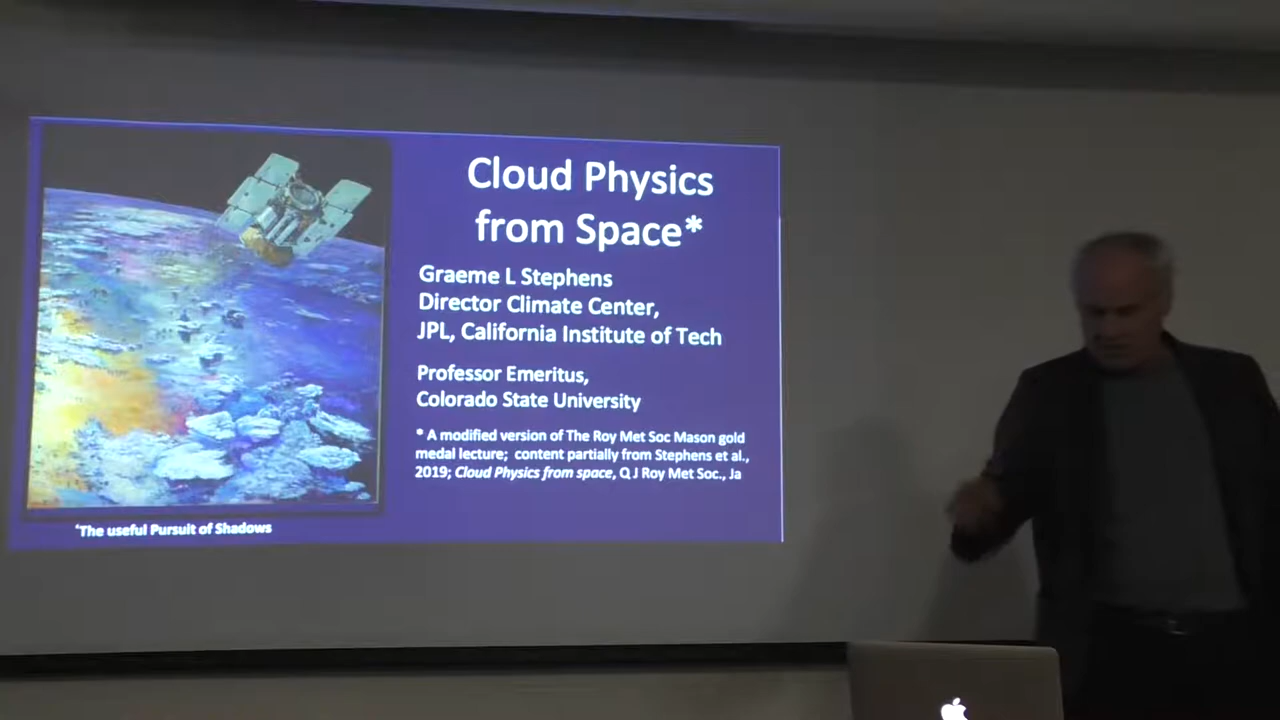 Cloud Physics
from Space*
Graeme L Stephens
Director Climate Center,
JPL, California Institute of Tech
Professor Emeritus,
Colorado State University
* A modified version of The Roy Met Soc Mason gold
medal lecture; content partially from Stephens et al.,
2019; Cloud Physics from space, Q J Roy Met Soc., Ja
‘The useful Pursuit of Shadows